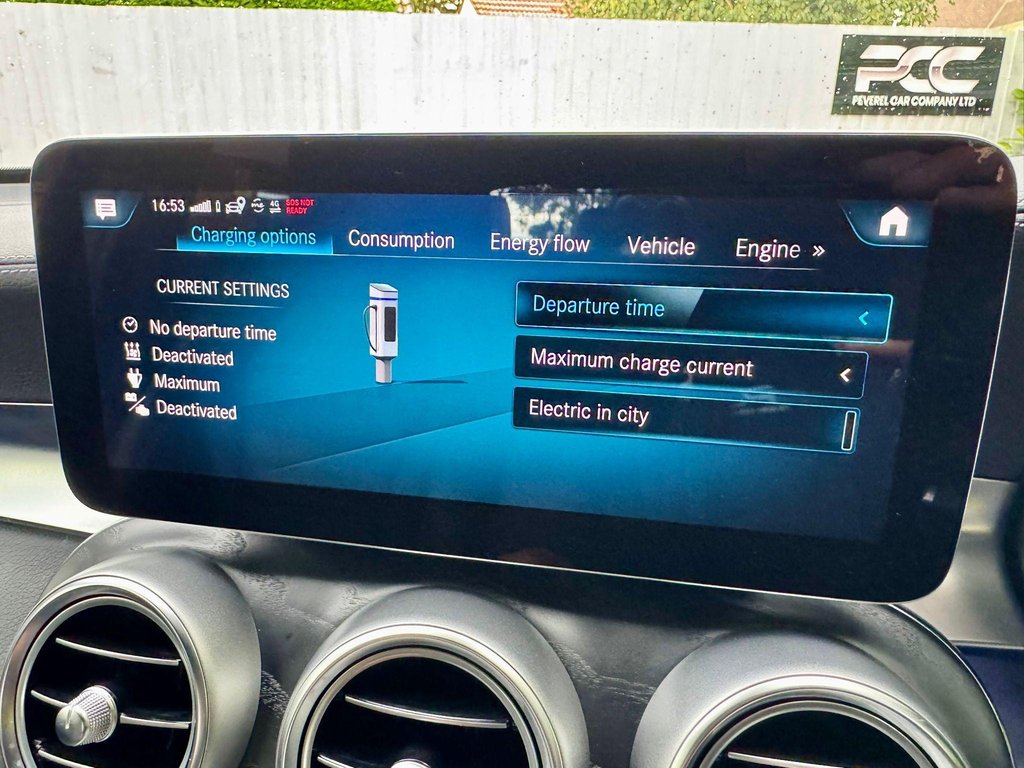 PCC
PEVEREL CAR COMPANY LTD
16:53 4G SOS NOT
READY
Charging options Consumption Energy flow Vehicle Engine »
CURRENT SETTINGS
No departure time
Deactivated
Maximum
Deactivated
Departure time
Maximum charge current
Electric in city